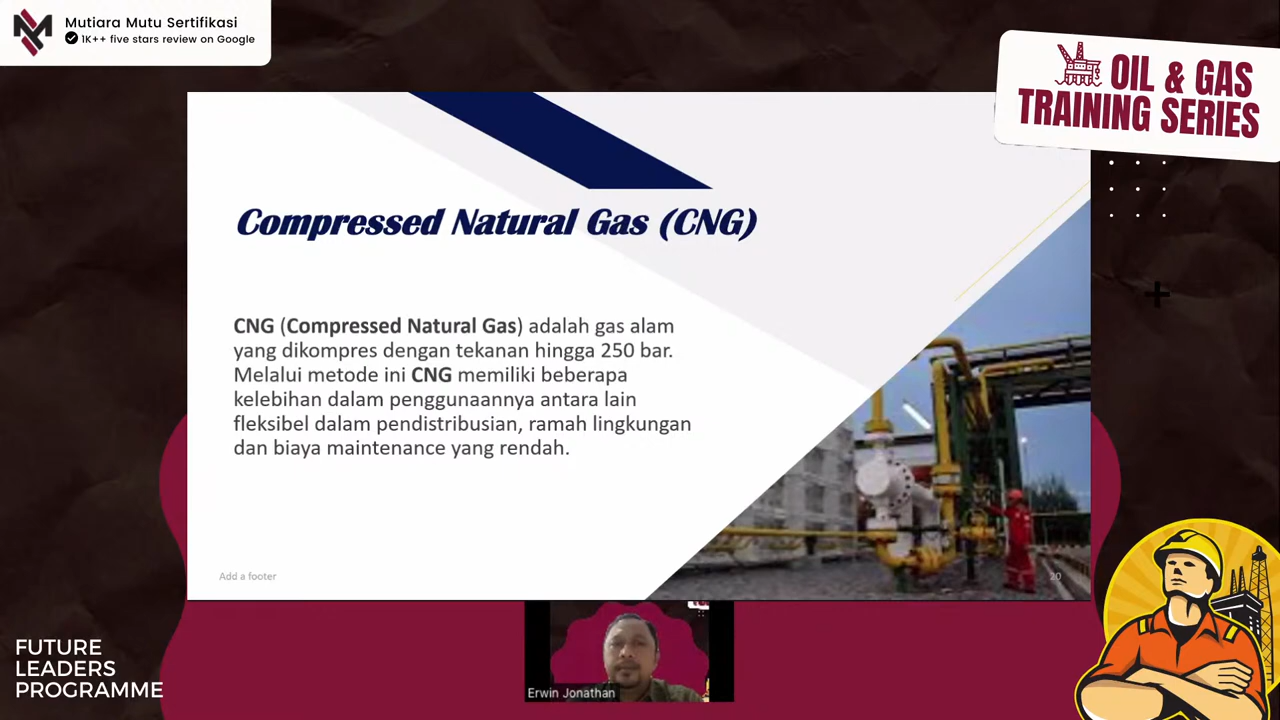 Mutiara Mutu Sertifikasi
1K++ five stars review on Google
OIL & GAS
TRAINING SERIES
Compressed Natural Gas (CNG)
CNG (Compressed Natural Gas) adalah gas alam
yang dikompres dengan tekanan hingga 250 bar.
Melalui metode ini CNG memiliki beberapa
kelebihan dalam penggunaannya antara lain
fleksibel dalam pendistribusian, ramah lingkungan
dan biaya maintenance yang rendah.
Add a footer
20
FUTURE
LEADERS
PROGRAMME
Erwin Jonathan